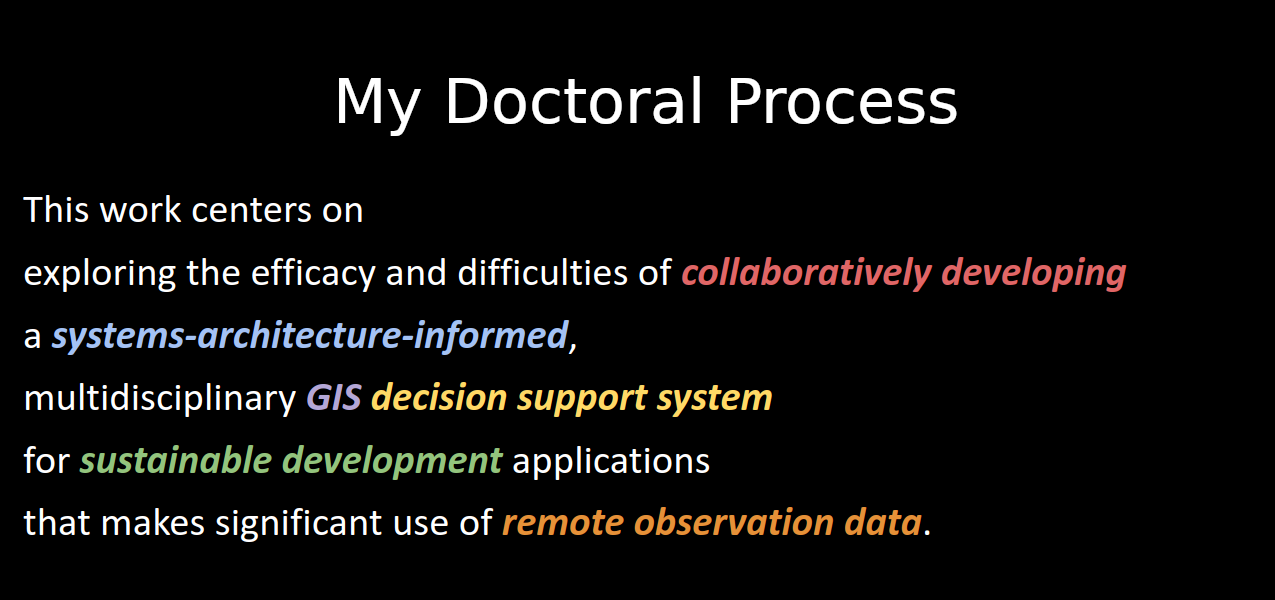 My Doctoral Process
This work centers on
exploring the efficacy and difficulties of collaboratively developing
a systems-architecture-informed,
multidisciplinary GIS decision support system
for sustainable development applications
that makes significant use of remote observation data.